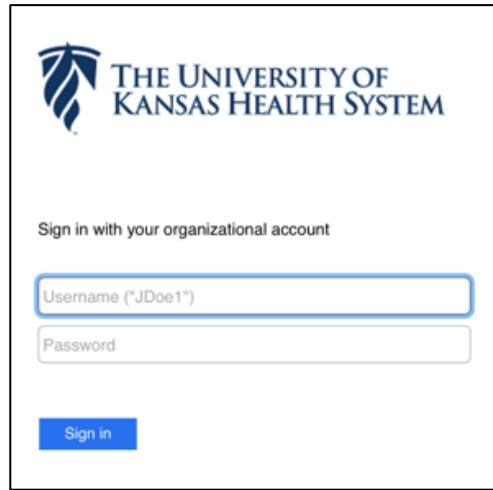 THE UNIVERSITY OF
KANSAS HEALTH SYSTEM
Sign in with your organizational account
Username ("JDoe1")
Password
Sign in